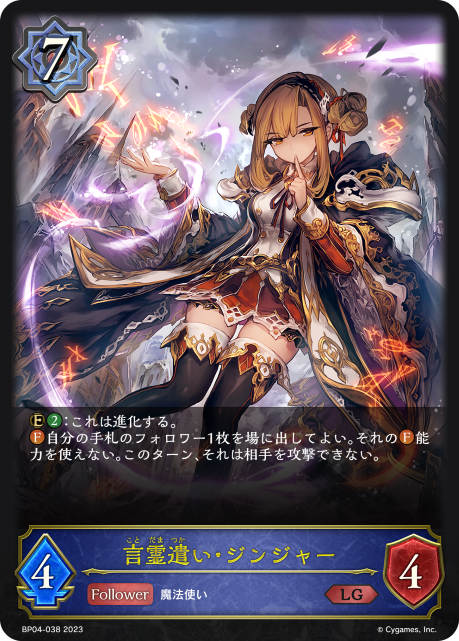 7
E 2：これは進化する。
F 自分の手札のフォロワー1枚を場に出してよい。それの F 能
力を使えない。このターン、それは相手を攻撃できない。
こと だま つか
言霊遣い・ジンジャー
4
Follower 魔法使い
LG
4
BP04-038 2023
© Cygames, Inc.